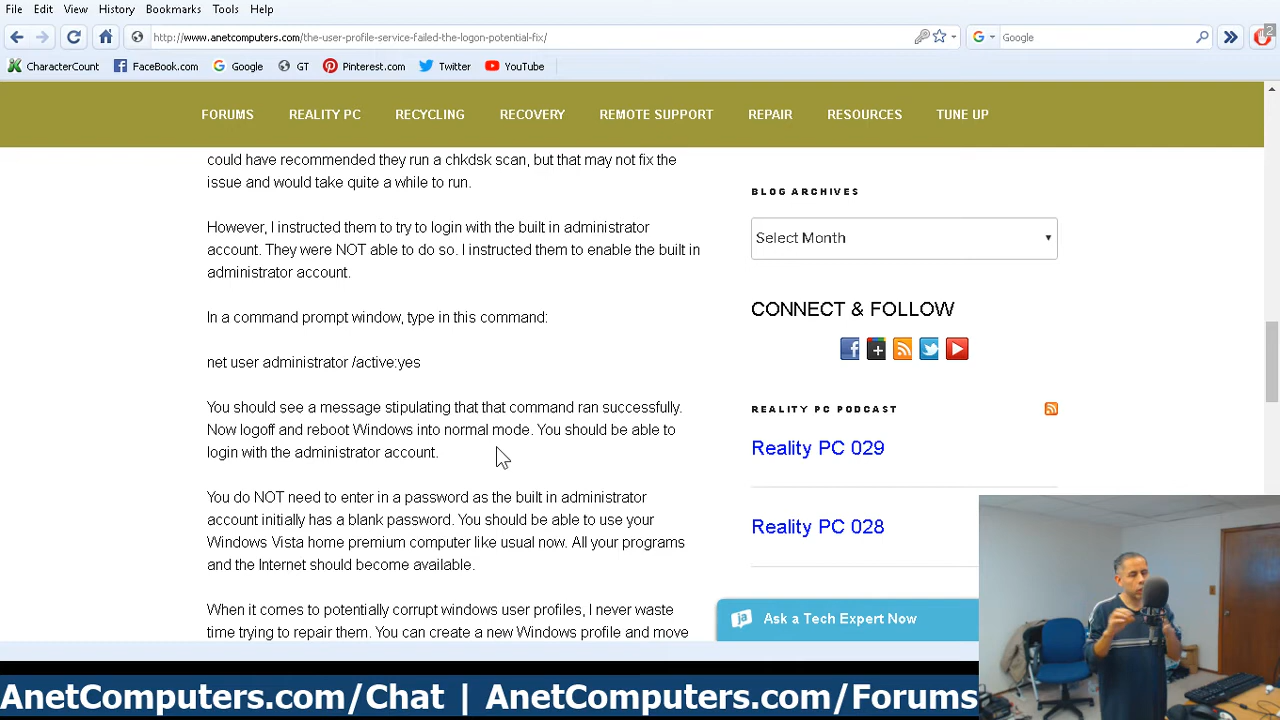 File Edit View History Bookmarks Tools Help
http://www.anetcomputers.com/the-user-profile-service-failed-the-logon-potential-fix/
Google
2
CharacterCount FaceBook.com Google GT Pinterest.com Twitter YouTube
FORUMS REALITY PC RECYCLING RECOVERY REMOTE SUPPORT REPAIR RESOURCES TUNE UP
could have recommended they run a chkdsk scan, but that may not fix the
issue and would take quite a while to run.
However, I instructed them to try to login with the built in administrator
account. They were NOT able to do so. I instructed them to enable the built in
administrator account.
In a command prompt window, type in this command:
net user administrator /active:yes
You should see a message stipulating that that command ran successfully.
Now logoff and reboot Windows into normal mode. You should be able to
login with the administrator account.
You do NOT need to enter in a password as the built in administrator
account initially has a blank password. You should be able to use your
Windows Vista home premium computer like usual now. All your programs
and the Internet should become available.
When it comes to potentially corrupt windows user profiles, I never waste
time trying to repair them. You can create a new Windows profile and move
BLOG ARCHIVES
Select Month
CONNECT & FOLLOW
REALITY PC PODCAST
Reality PC 029
Reality PC 028
ja Ask a Tech Expert Now
AnetComputers.com/Chat | AnetComputers.com/Forums